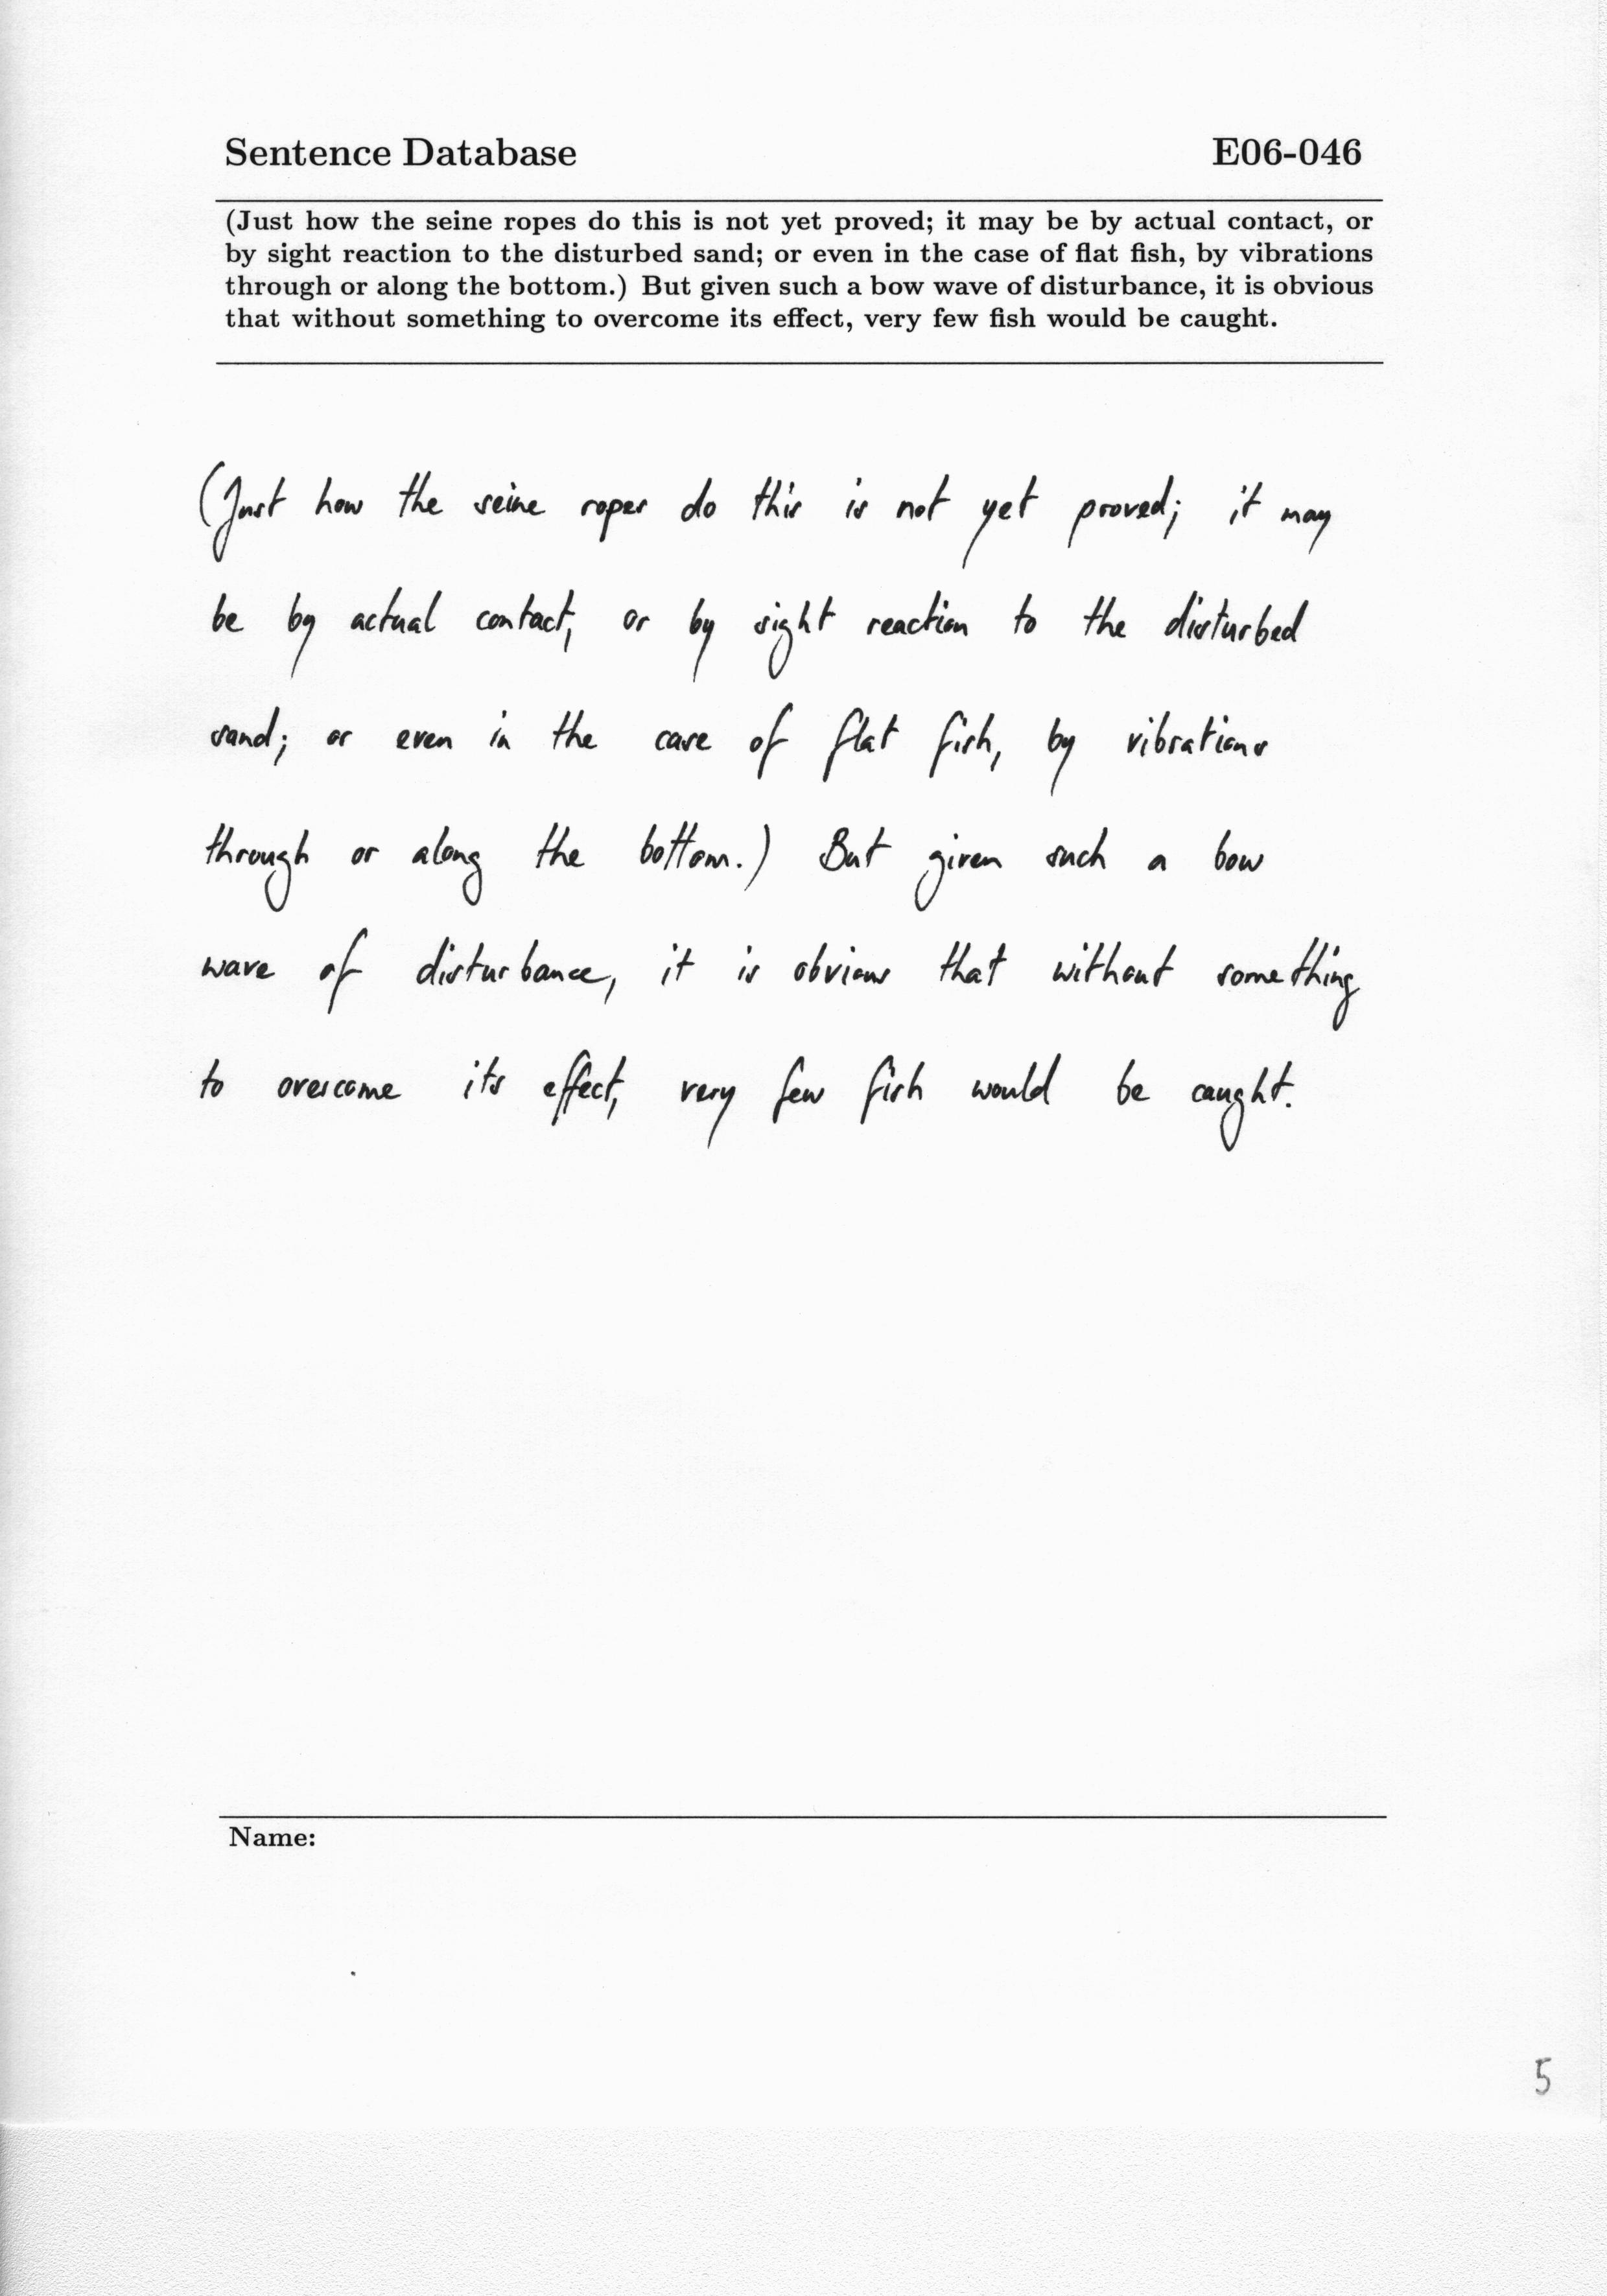 Sentence Database E06-046
(Just how the seine ropes do this is not yet proved; it may be by actual contact, or
by sight reaction to the disturbed sand; or even in the case of flat fish, by vibrations
through or along the bottom.) But given such a bow wave of disturbance, it is obvious
that without something to overcome its effect, very few fish would be caught.
(Just how the seine ropes do this is not yet proved; it may
be by actual contact, or by sight reaction to the disturbed
sand; or even in the case of flat fish, by vibrations
through or along the bottom.) But given such a bow
wave of disturbance, it is obvious that without something
to overcome its effect, very few fish would be caught.
Name:
5